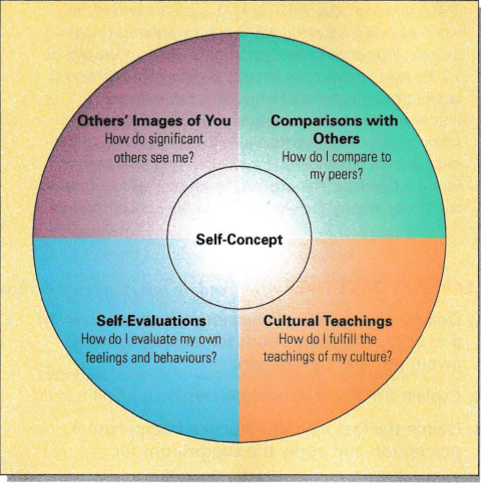 Others' Images of You
How do significant
others see me?
Comparisons with
Others
How do I compare to
my peers?
Self-Concept
Self-Evaluations
How do I evaluate my own
feelings and behaviours?
Cultural Teachings
How do I fulfill the
teachings of my culture?